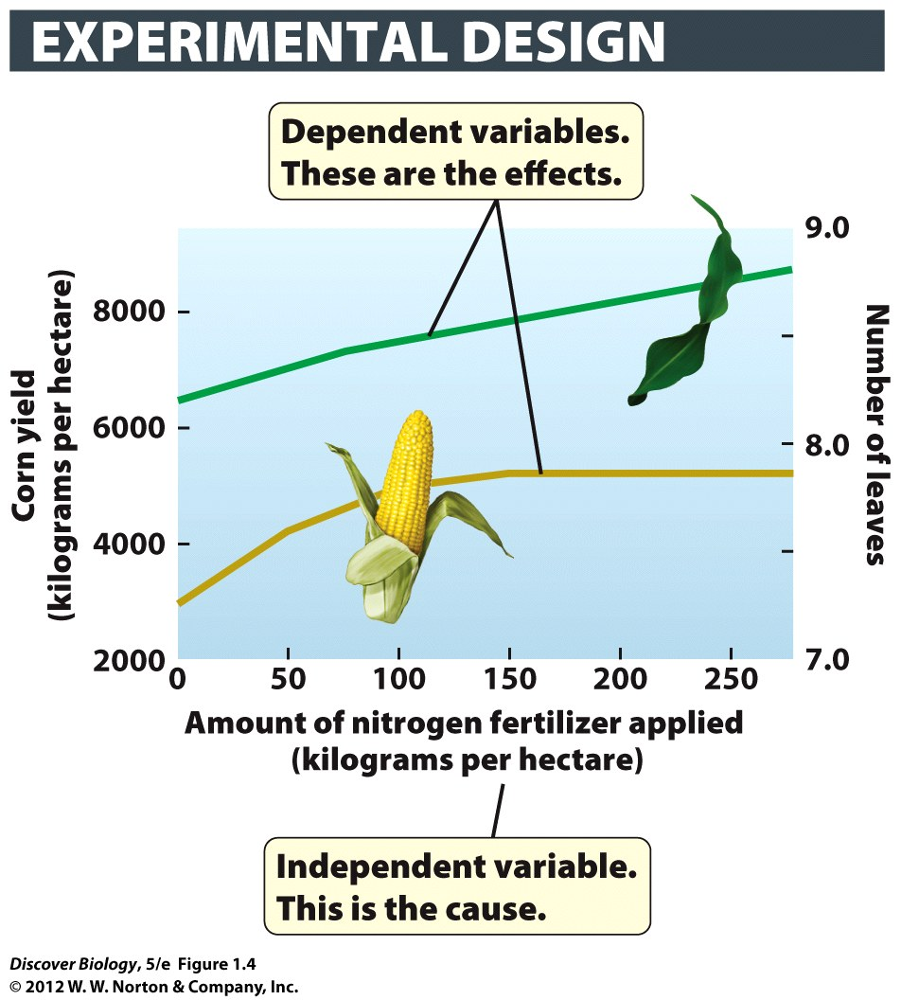 EXPERIMENTAL DESIGN
Dependent variables.
These are the effects.
Corn yield
(kilograms per hectare)
8000
6000
4000
2000
9.0
8.0
7.0
Number of leaves
0 50 100 150 200 250
Amount of nitrogen fertilizer applied
(kilograms per hectare)
Independent variable.
This is the cause.
Discover Biology, 5/e Figure 1.4
© 2012 W. W. Norton & Company, Inc.